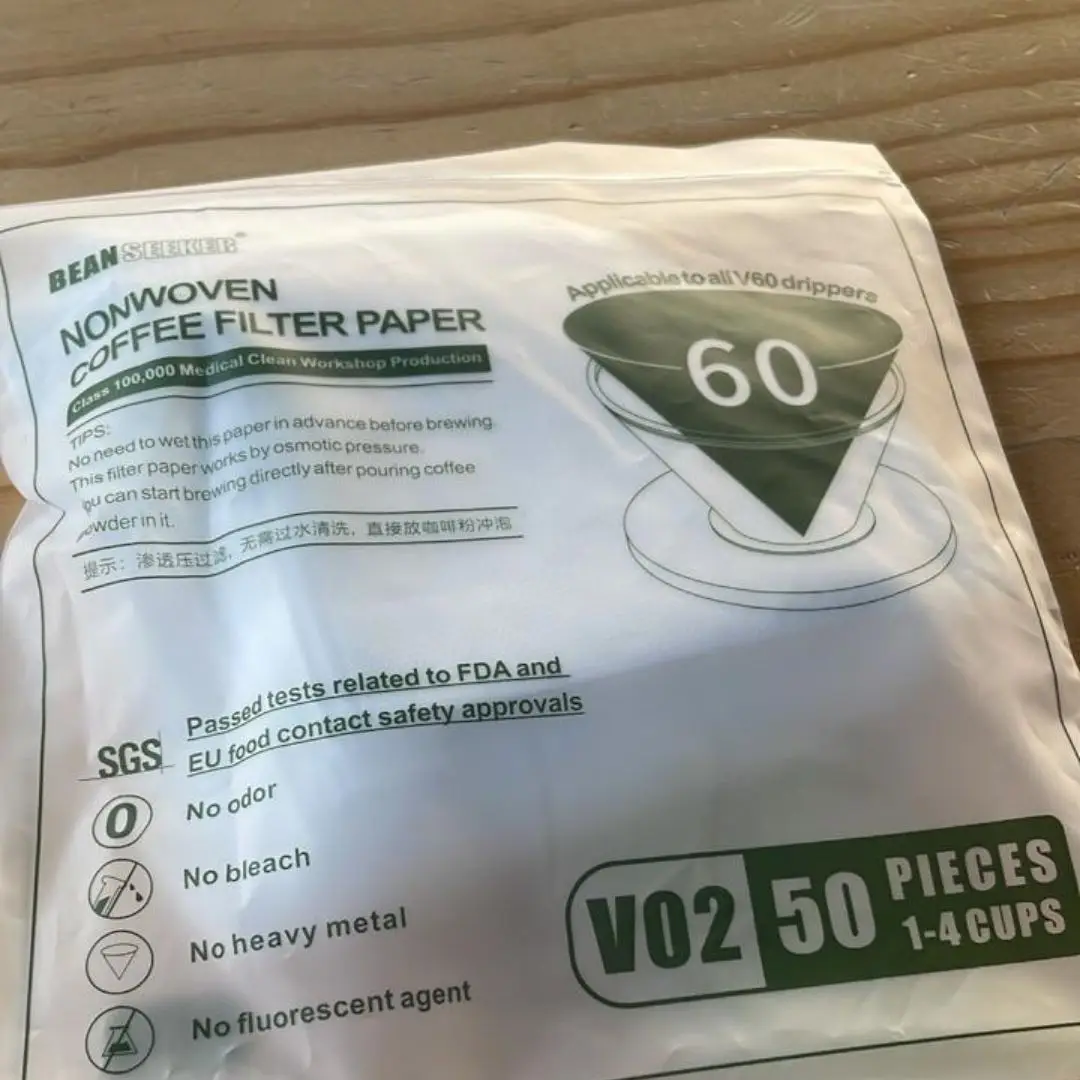 BEANSEEKER
NONWOVEN
COFFEE FILTER PAPER
Class 100,000 Medical Clean Workshop Production
TIPS:
No need to wet this paper in advance before brewing
This filter paper works by osmotic pressure.
you can start brewing directly after pouring coffee
powder in it.
提示：渗透压过滤，无需过水清洗，直接放咖啡粉冲泡
Applicable to all V60 drippers
60
SGS
Passed tests related to FDA and
EU food contact safety approvals
0
No odor
No bleach
No heavy metal
No fluorescent agent
V02
50
PIECES
1-4 CUPS